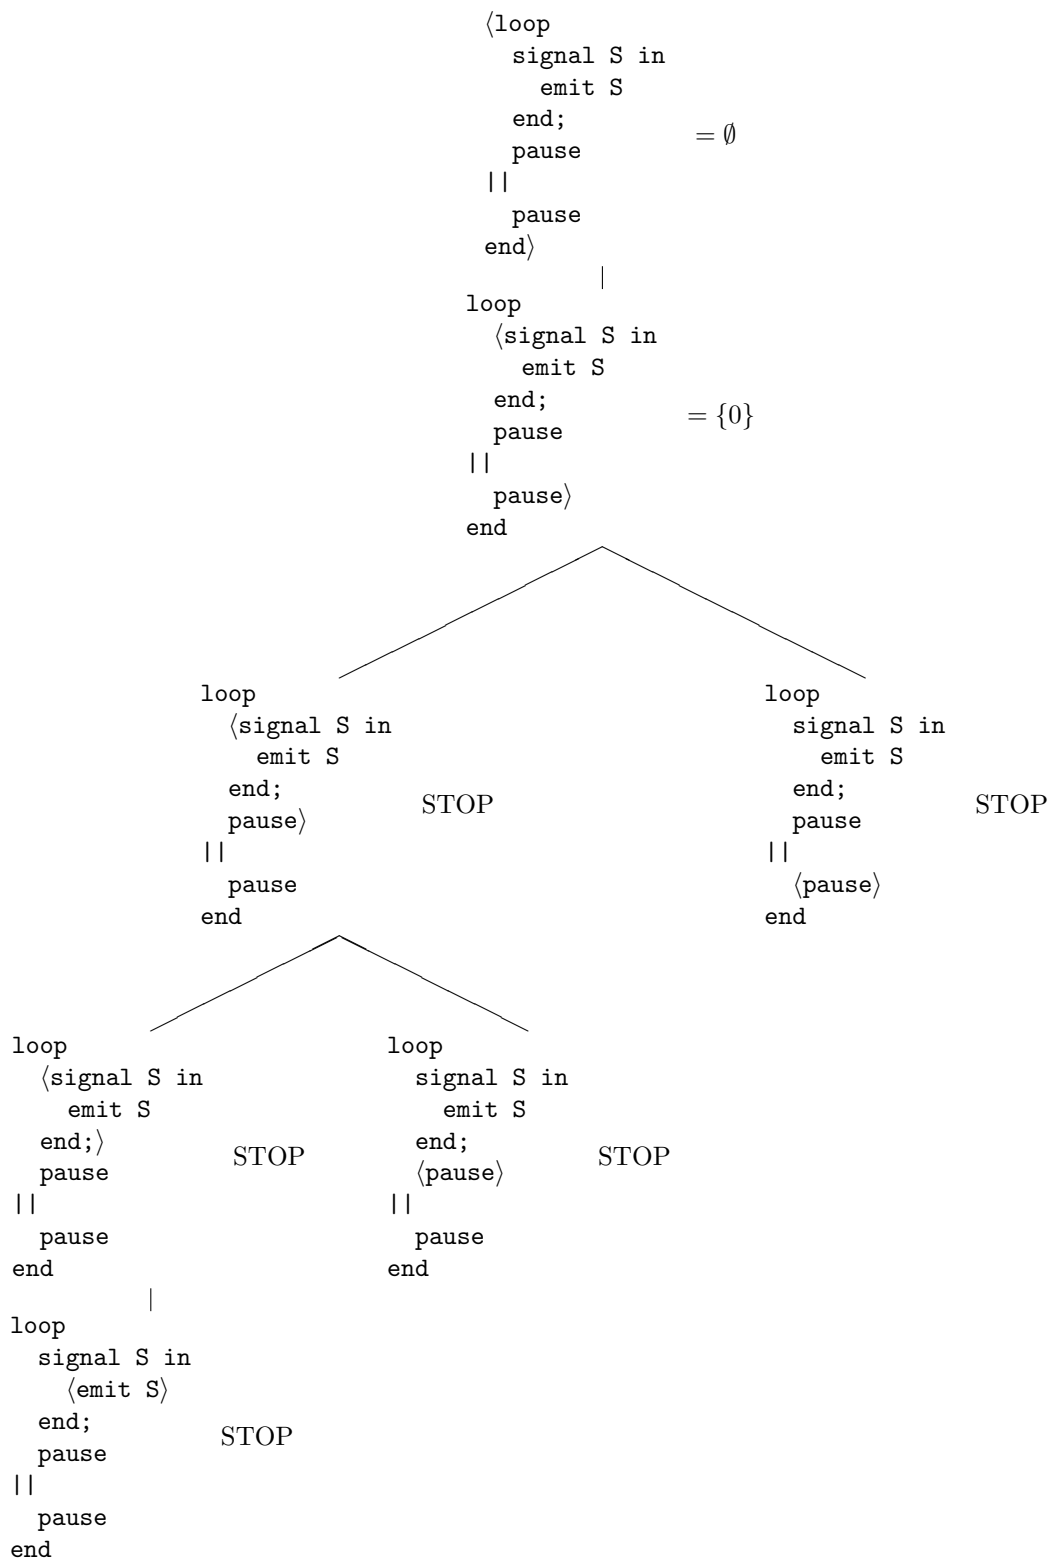 ⟨loop
  signal S in
    emit S
  end;
  pause
||
  pause
end⟩
= ∅
loop
  ⟨signal S in
    emit S
  end;
  pause
||
  pause⟩
end
= {0}
loop
  ⟨signal S in
    emit S
  end;
  pause⟩
||
  pause
end
STOP
loop
  signal S in
    emit S
  end;
  pause
||
  ⟨pause⟩
end
STOP
loop
  ⟨signal S in
    emit S
  end;⟩
  pause
||
  pause
end
STOP
loop
  signal S in
    emit S
  end;
  ⟨pause⟩
||
  pause
end
STOP
loop
  signal S in
    ⟨emit S⟩
  end;
  pause
||
  pause
end
STOP